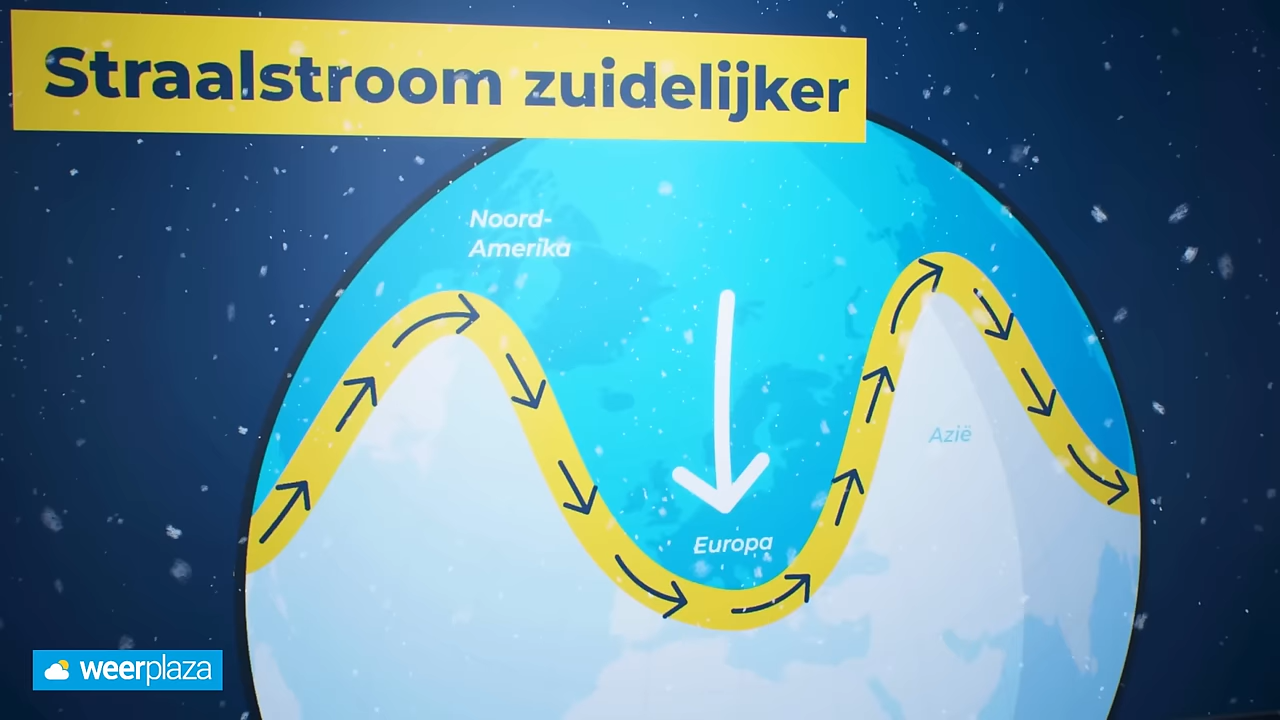 Straalstroom zuidelijker
Noord-
Amerika
Azië
Europa
weerplaza